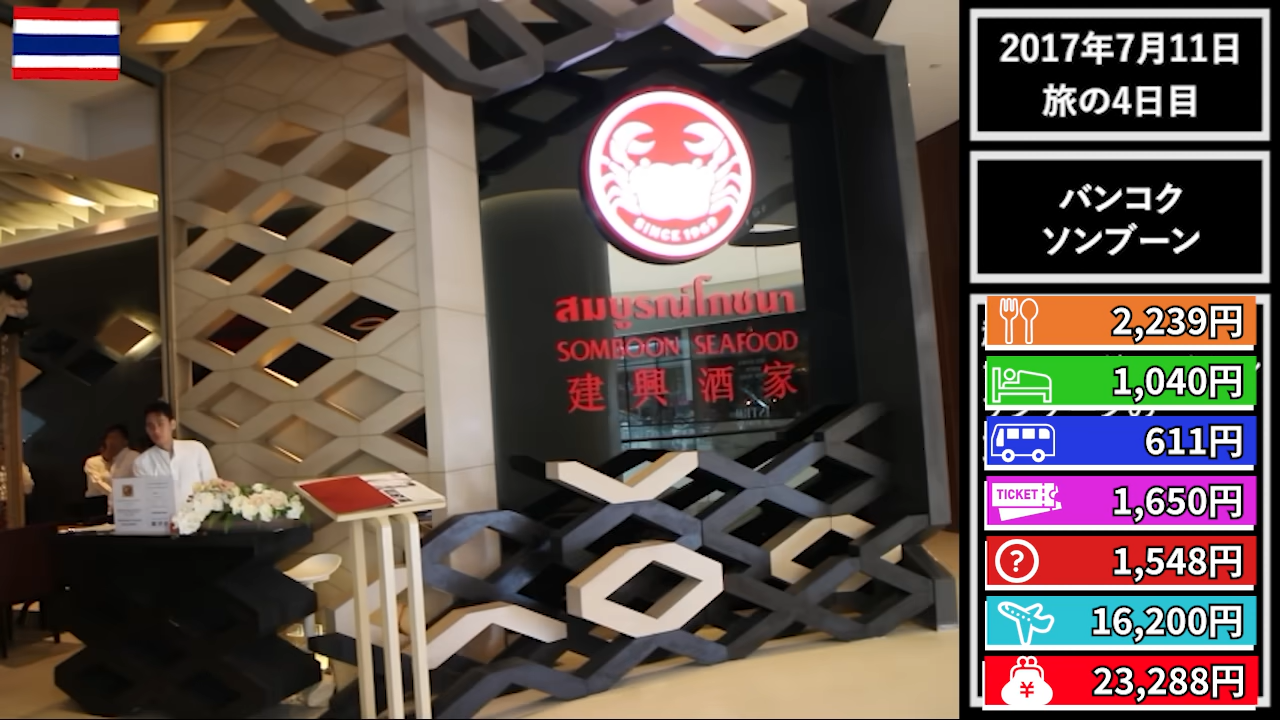 SINCE 1969
สมบูรณ์โภชนา
SOMBOON SEAFOOD
建興酒家
2017年7月11日
旅の4日目
バンコク
ソンブーン
2,239円
1,040円
611円
TICKET
1,650円
?
1,548円
16,200円
¥
23,288円